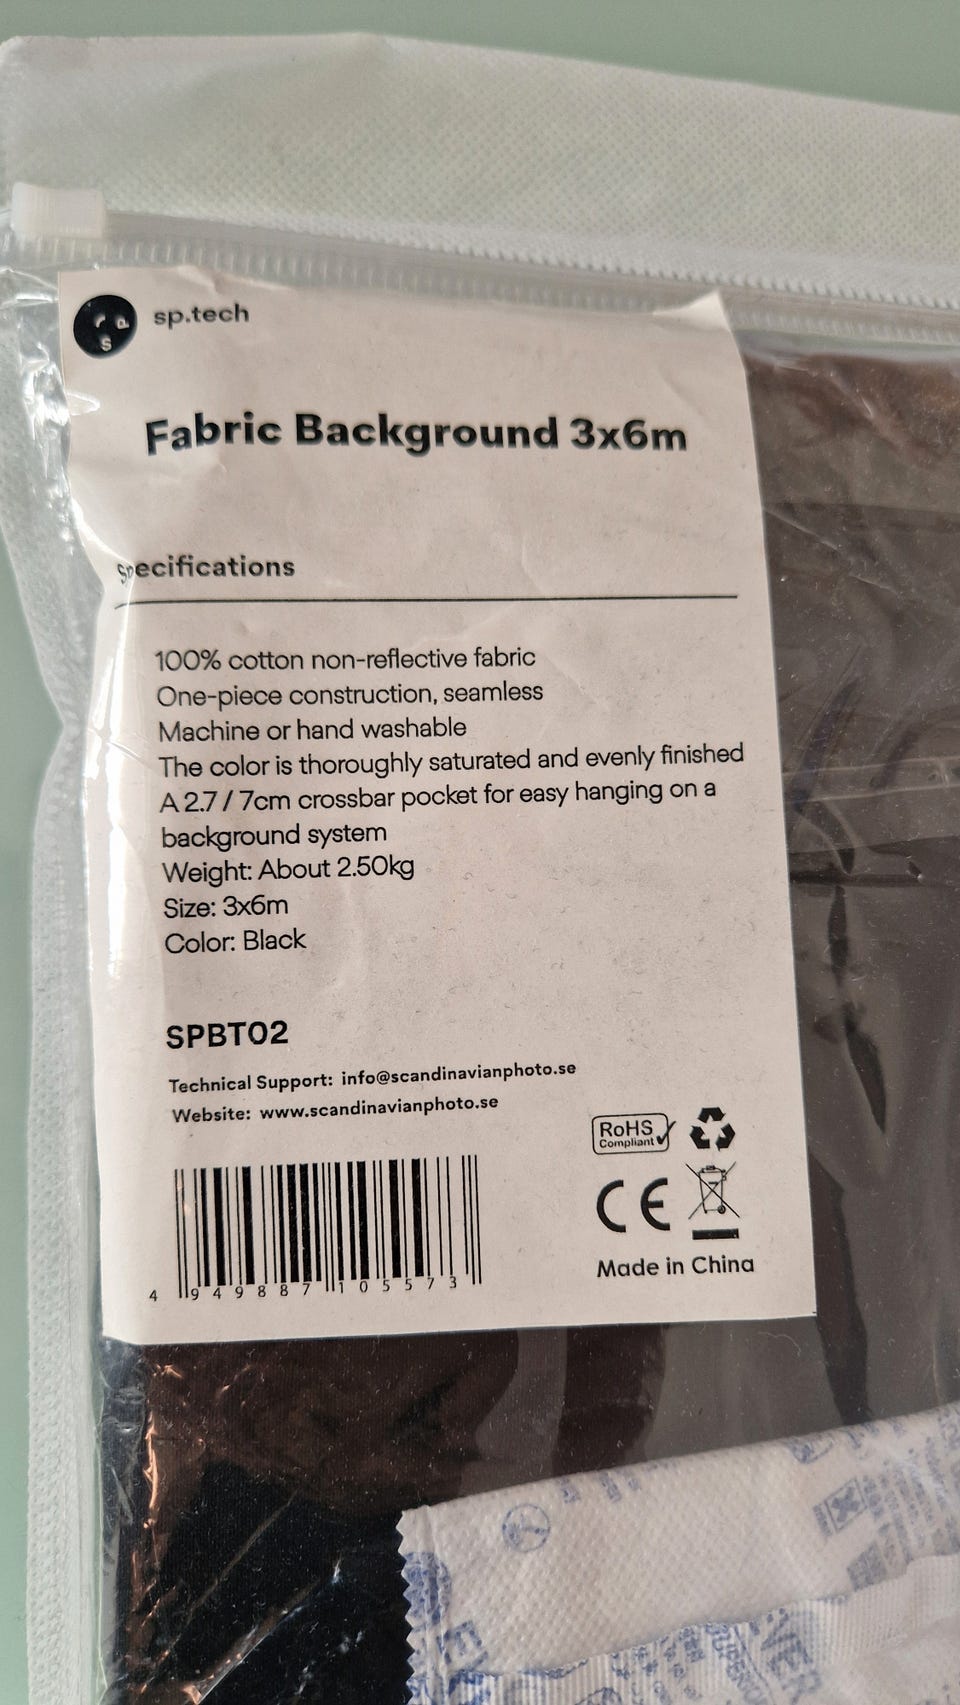 sp.tech
Fabric Background 3x6m
Specifications
100% cotton non-reflective fabric
One-piece construction, seamless
Machine or hand washable
The color is thoroughly saturated and evenly finished
A 2.7 / 7cm crossbar pocket for easy hanging on a
background system
Weight: About 2.50kg
Size: 3x6m
Color: Black
SPBT02
Technical Support: info@scandinavianphoto.se
Website: www.scandinavianphoto.se
RoHS
Compliant
CE
Made in China
4 949887 105573